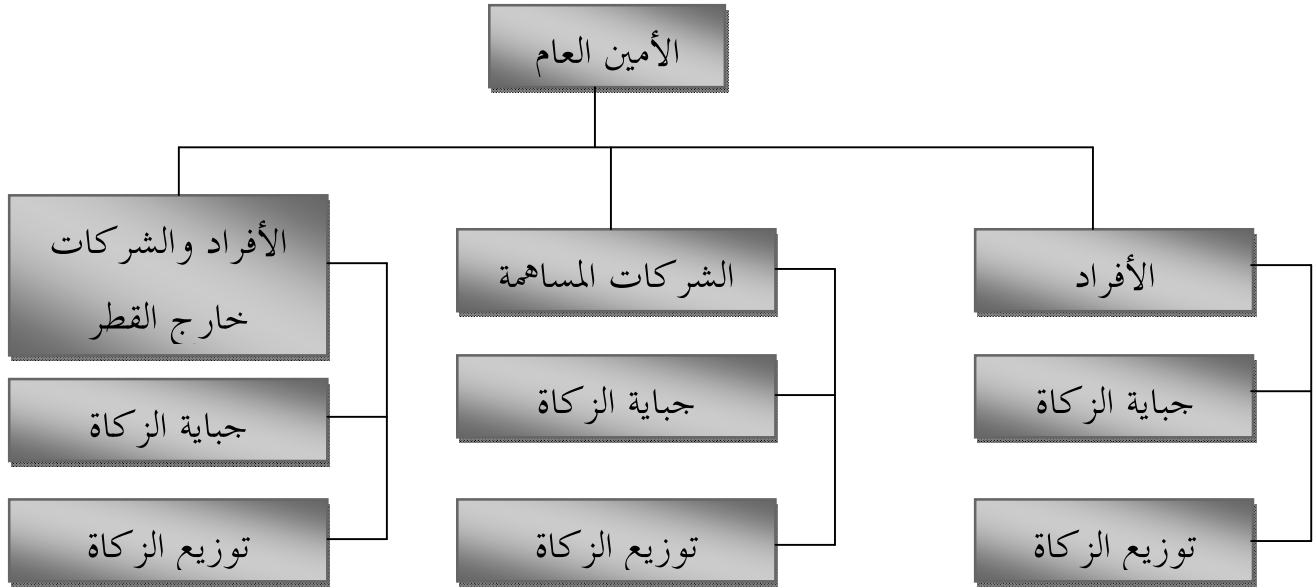 الأمين العام
الأفراد
الشركات المساهمة
الأفراد والشركات
خارج القطر
جباية الزكاة
جباية الزكاة
جباية الزكاة
توزيع الزكاة
توزيع الزكاة
توزيع الزكاة